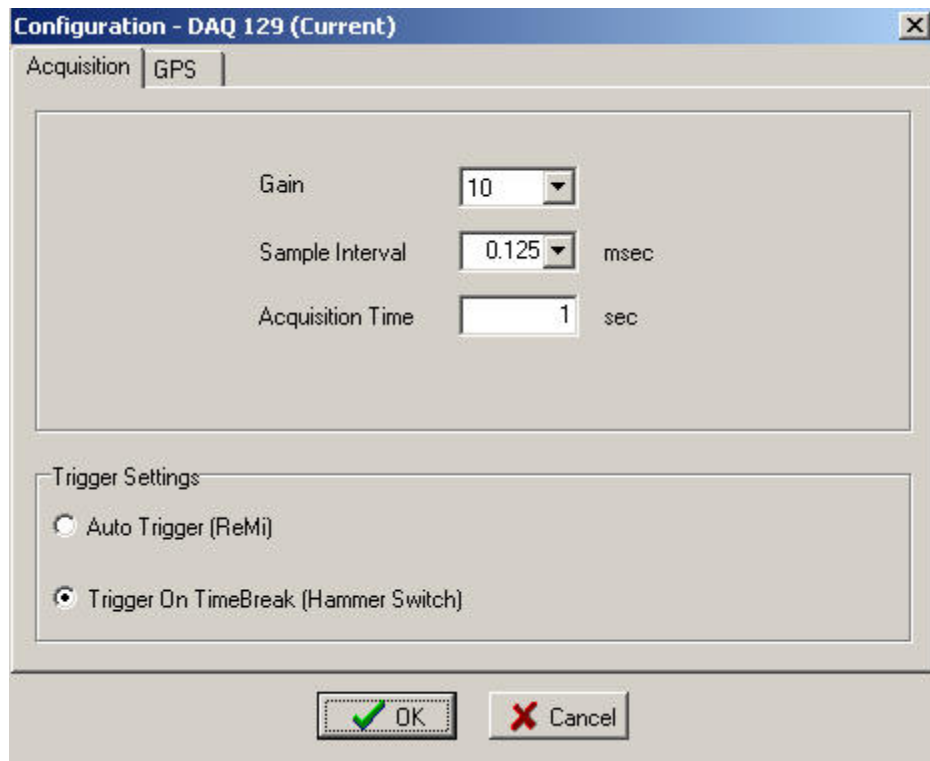 Configuration - DAQ 129 (Current)
Acquisition GPS
Gain 10
Sample Interval 0.125 msec
Acquisition Time 1 sec
Trigger Settings
Auto Trigger (ReMi)
Trigger On TimeBreak (Hammer Switch)
OK Cancel